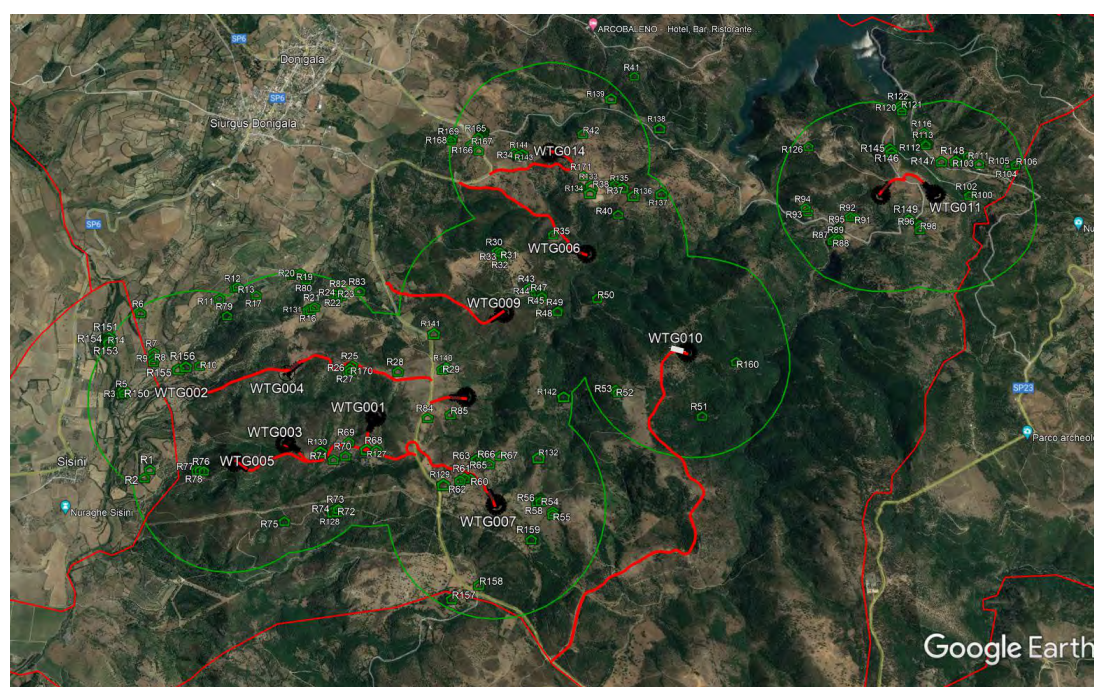 ARCOBALENO - Hotel, Bar, Ristorante...
SP6
Donigala
R41
R139
SP6
Siurgus Donigala
R122
R120
R121
R138
R42
R169
R165
R168
R167
R166
R144
R34
R143
WTG014
R116
R113
R126
R145
R112
R146
R148
R147
R111
R103
R105
R106
R104
R171
R133
R134
R38
R135
R37
R136
R137
R102
R100
WTG011
R40
R94
R93
R92
R95
R91
R149
R96
R98
R89
R87
R88
SP6
Nu
R35
WTG006
R30
R31
R33
R32
R20
R19
R12
R13
R80
R82
R83
R24
R23
R21
R22
R11
R79
R17
R131
R16
R43
R44
R47
R45
R49
R48
R50
WTG009
R6
R151
R154
R14
R153
R141
WTG010
R7
R9
R8
R156
R155
R10
R25
R26
R27
R170
R28
R140
R29
R160
WTG004
R5
R3
R150
WTG002
R53
R52
R142
SP23
WTG001
R84
R85
R51
WTG003
R69
R130
R70
R71
R68
R127
Parco archeolo
Sisini
WTG005
R1
R2
R77
R76
R78
R63
R66
R67
R65
R61
R60
R62
R129
R132
Nuraghe Sisini
R73
R74
R72
R128
R75
WTG007
R56
R54
R58
R55
R159
R158
R157
Google Earth